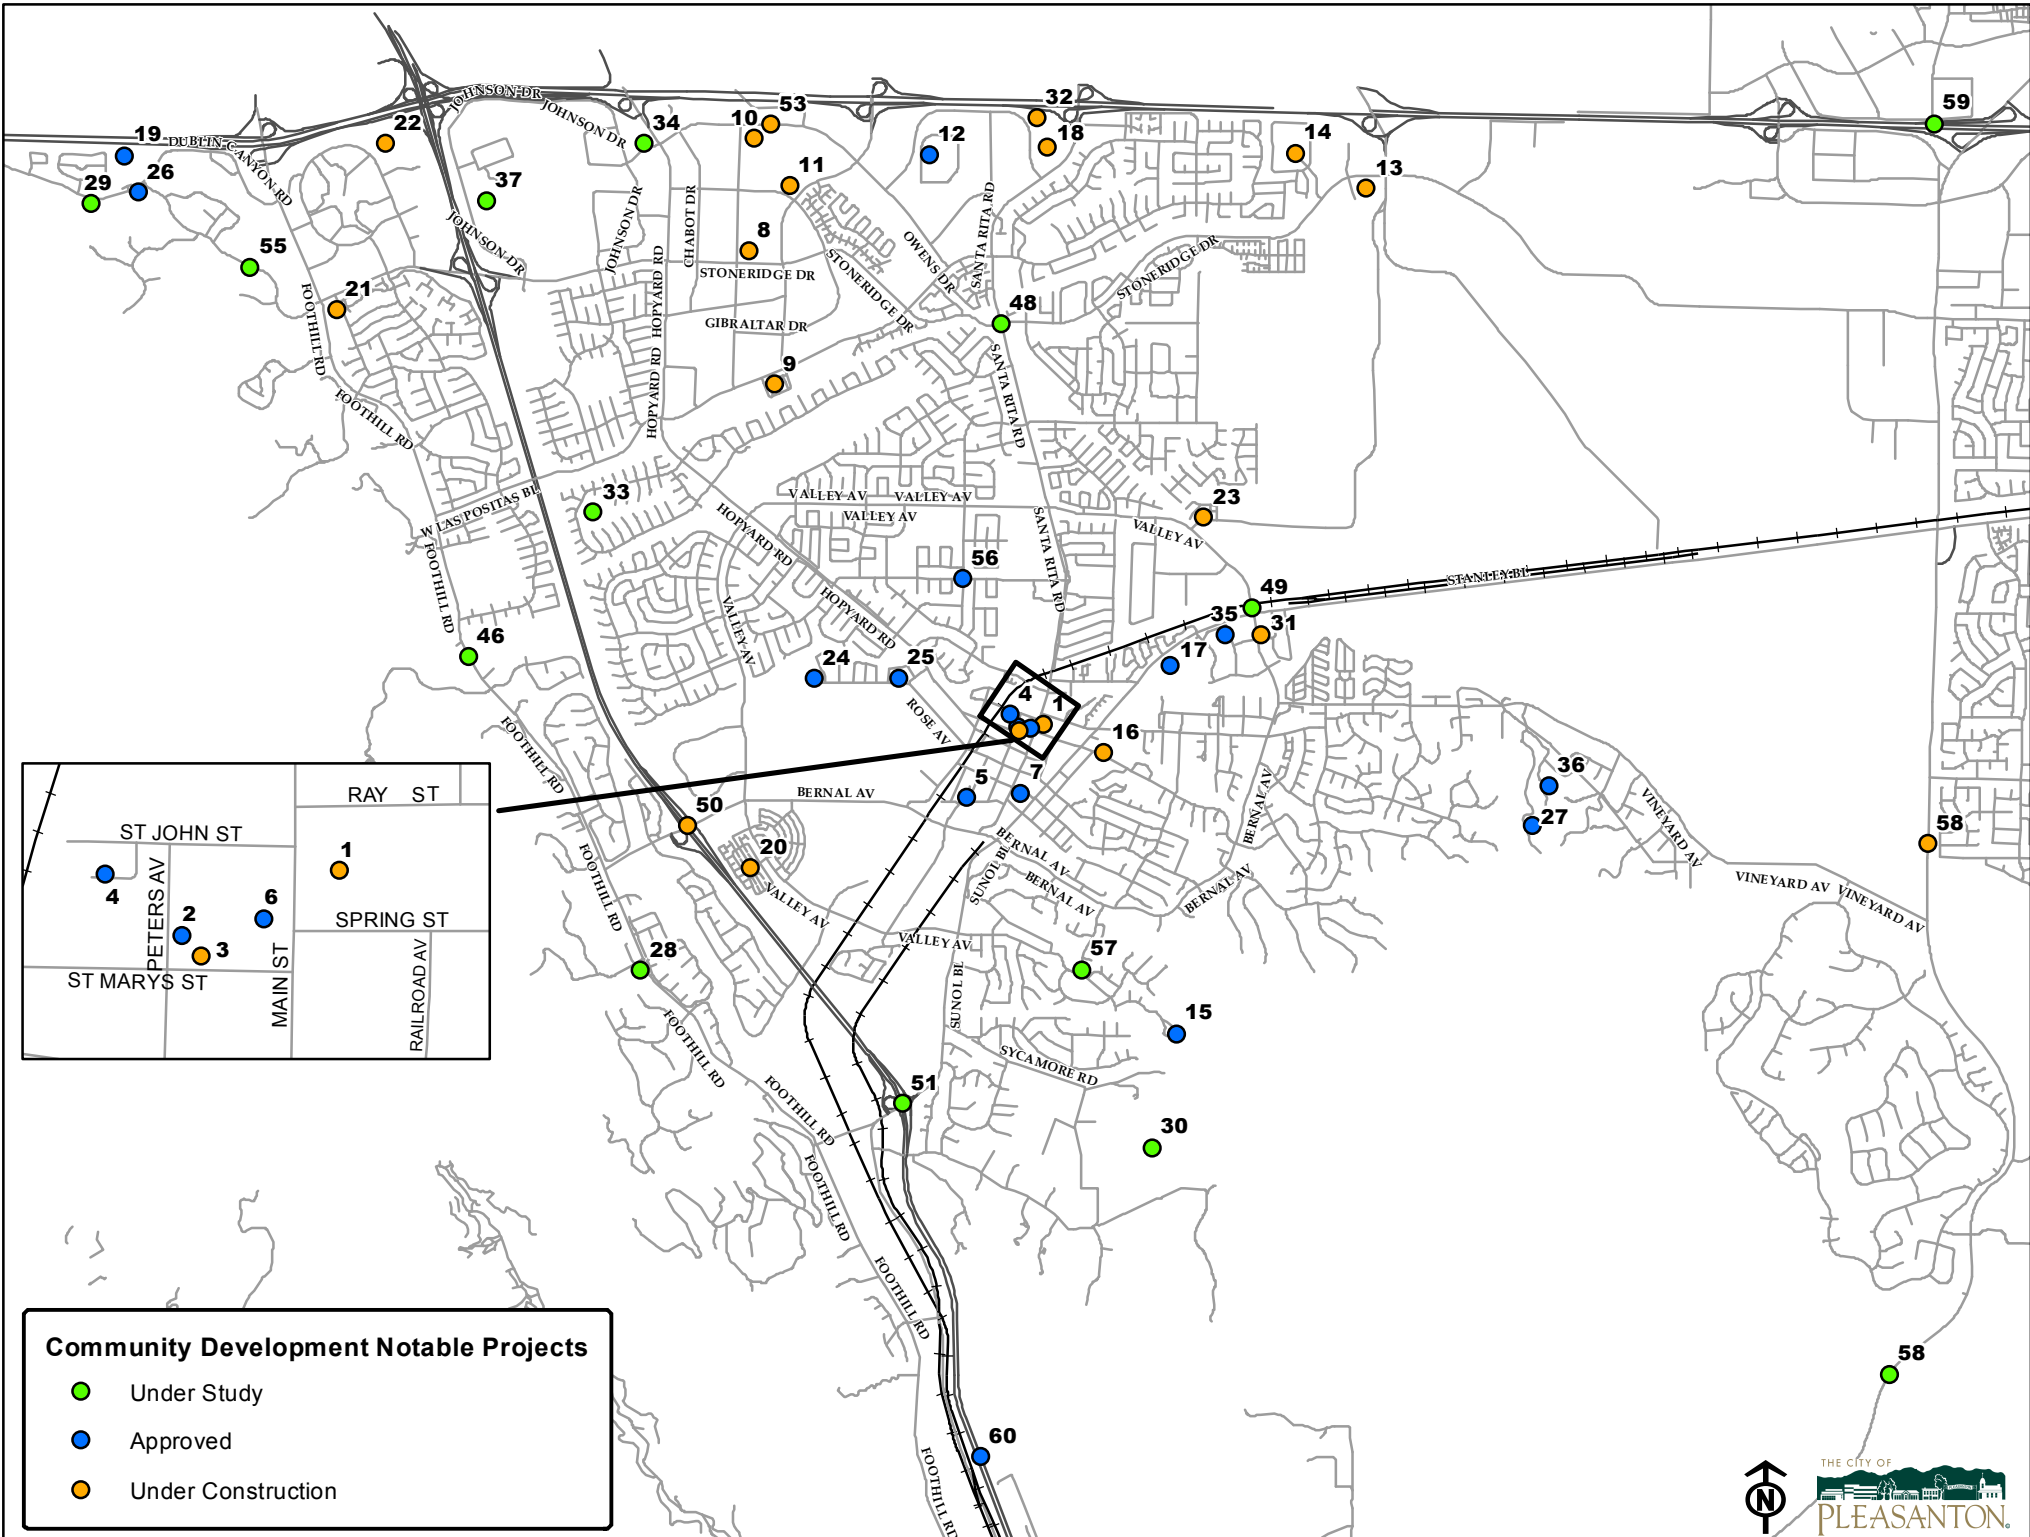 JOHNSON DR
JOHNSON DR
53
32
59
34
10
22
19
DUBLIN CANYON RD
12
18
14
11
13
29
26
37
SANTA RITA RD
JOHNSON DR
CHABOT DR
JOHNSON DR
8
OWENS DR
55
STONERIDGE DR
STONERIDGE DR
STONERIDGE DR
HOPYARD RD
21
FOOTHILL RD
GIBRALTAR DR
48
9
SANTA RITA RD
HOPYARD RD
FOOTHILL RD
W LAS POSITAS BL
33
VALLEY AV
VALLEY AV
VALLEY AV
HOPYARD RD
SANTA RITA RD
23
VALLEY AV
FOOTHILL RD
56
STANLEY BL
49
HOPYARD RD
VALLEY AV
35
31
46
17
24
25
ROSE AV
4
1
FOOTHILL RD
16
5
7
BERNAL AV
36
BERNAL AV
VINEYARD AV
50
27
58
20
BERNAL AV
SUNOL BL
FOOTHILL RD
VINEYARD AV
VINEYARD AV
BERNAL AV
BERNAL AV
VALLEY AV
VALLEY AV
28
57
SUNOL BL
15
FOOTHILL RD
SYCAMORE RD
FOOTHILL RD
51
30
FOOTHILL RD
FOOTHILL RD
58
60
FOOTHILL RD
RAY ST
ST JOHN ST
1
PETERS AV
4
2
6
SPRING ST
3
ST MARYS ST
MAIN ST
RAILROAD AV
Community Development Notable Projects
Under Study
Approved
Under Construction
N
THE CITY OF
PLEASANTON.